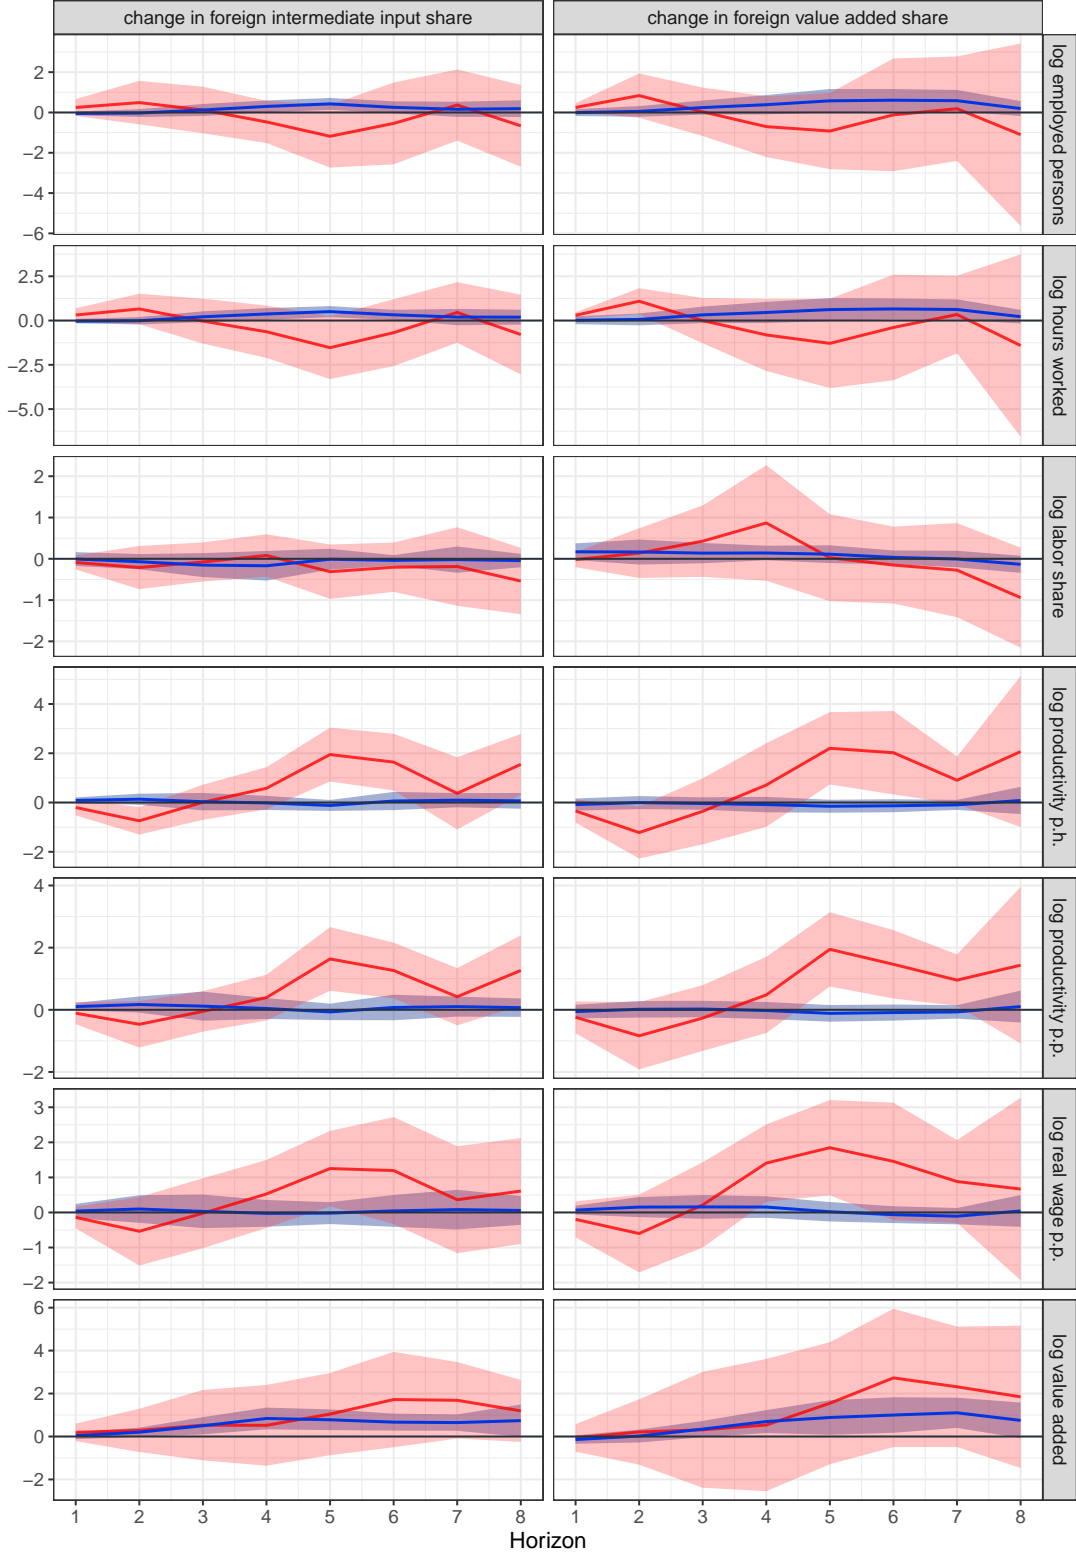 change in foreign intermediate input share
change in foreign value added share
2
0
−2
−4
−6
log employed persons
2.5
0.0
−2.5
−5.0
log hours worked
2
1
0
−1
−2
log labor share
4
2
0
−2
log productivity p.h.
4
2
0
−2
log productivity p.p.
3
2
1
0
−1
−2
log real wage p.p.
6
4
2
0
−2
log value added
1 2 3 4 5 6 7 8
1 2 3 4 5 6 7 8
Horizon